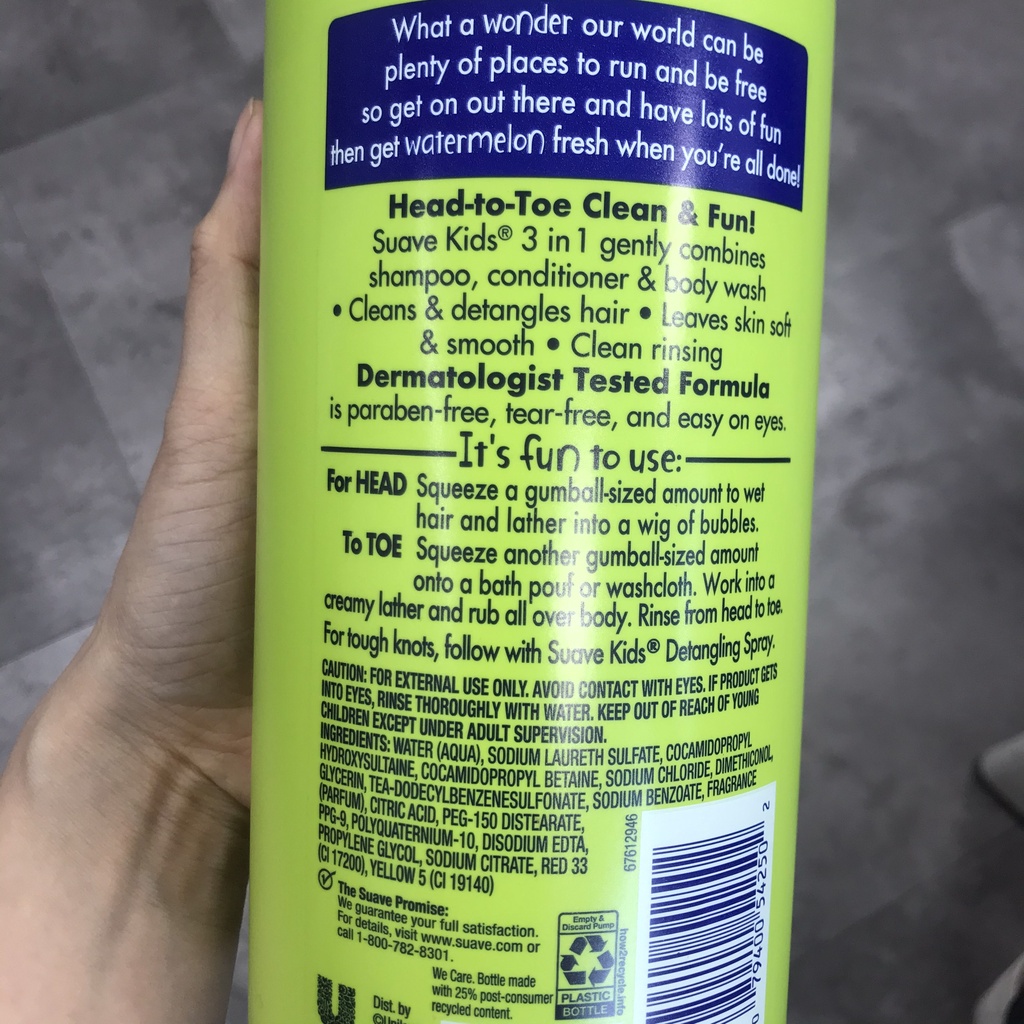 What a wonder our world can be
plenty of places to run and be free
so get on out there and have lots of fun
then get watermelon fresh when you're all done!
Head-to-Toe Clean & Fun!
Suave Kids® 3 in 1 gently combines
shampoo, conditioner & body wash
• Cleans & detangles hair • Leaves skin soft
& smooth • Clean rinsing
Dermatologist Tested Formula
is paraben-free, tear-free, and easy on eyes.
It's fun to use:
For HEAD Squeeze a gumball-sized amount to wet
hair and lather into a wig of bubbles.
To TOE Squeeze another gumball-sized amount
onto a bath pouf or washcloth. Work into a
creamy lather and rub all over body. Rinse from head to toe.
For tough knots, follow with Suave Kids® Detangling Spray.
CAUTION: FOR EXTERNAL USE ONLY. AVOID CONTACT WITH EYES. IF PRODUCT GETS
INTO EYES, RINSE THOROUGHLY WITH WATER. KEEP OUT OF REACH OF YOUNG
CHILDREN EXCEPT UNDER ADULT SUPERVISION.
INGREDIENTS: WATER (AQUA), SODIUM LAURETH SULFATE, COCAMIDOPROPYL
HYDROXYSULTAINE, COCAMIDOPROPYL BETAINE, SODIUM CHLORIDE, DIMETHICONOL,
GLYCERIN, TEA-DODECYLBENZENESULFONATE, SODIUM BENZOATE, FRAGRANCE
(PARFUM), CITRIC ACID, PEG-150 DISTEARATE,
PPG-9, POLYQUATERNIUM-10, DISODIUM EDTA,
PROPYLENE GLYCOL, SODIUM CITRATE, RED 33
(CI 17200), YELLOW 5 (CI 19140)
67612946
The Suave Promise:
We guarantee your full satisfaction.
For details, visit www.suave.com or
call 1-800-782-8301.
We Care. Bottle made
with 25% post-consumer
recycled content.
Dist. by
Empty &
Discard Pump
PLASTIC
BOTTLE
how2recycle.info
0 79400 54250 2